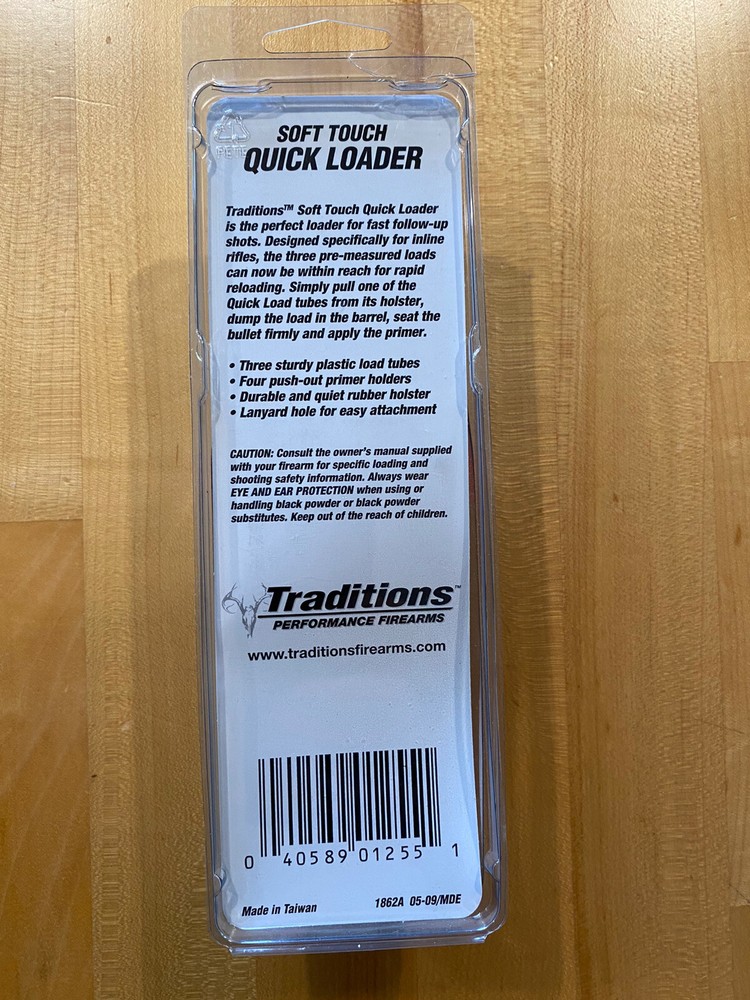 PETE
SOFT TOUCH
QUICK LOADER
Traditions™ Soft Touch Quick Loader
is the perfect loader for fast follow-up
shots. Designed specifically for inline
rifles, the three pre-measured loads
can now be within reach for rapid
reloading. Simply pull one of the
Quick Load tubes from its holster,
dump the load in the barrel, seat the
bullet firmly and apply the primer.
• Three sturdy plastic load tubes
• Four push-out primer holders
• Durable and quiet rubber holster
• Lanyard hole for easy attachment
CAUTION: Consult the owner's manual supplied
with your firearm for specific loading and
shooting safety information. Always wear
EYE AND EAR PROTECTION when using or
handling black powder or black powder
substitutes. Keep out of the reach of children.
Traditions™
PERFORMANCE FIREARMS
www.traditionsfirearms.com
0 40589 01255 1
Made in Taiwan 1862A 05-09/MDE